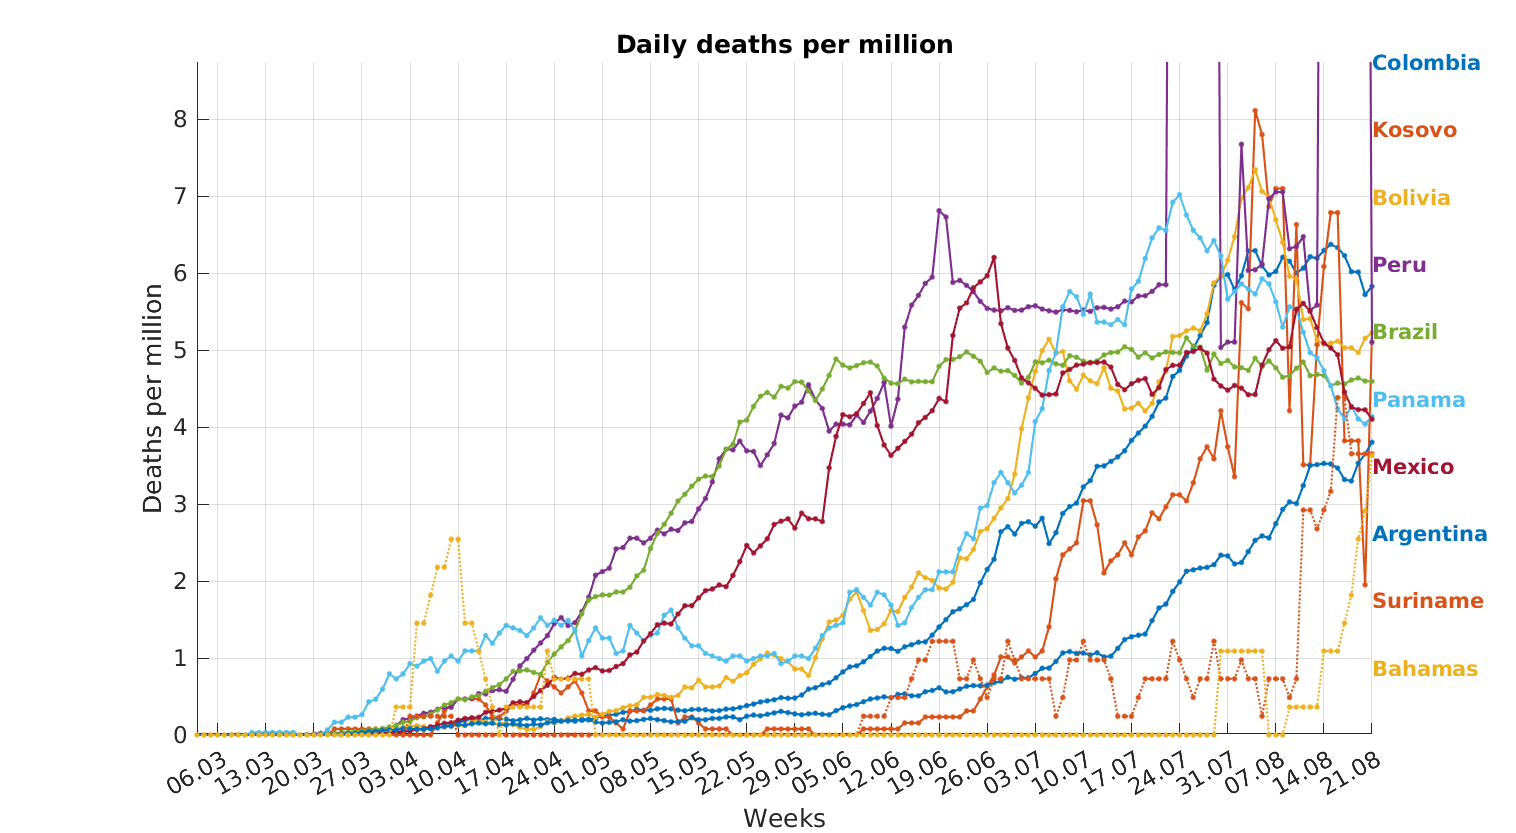 Daily deaths per million
Deaths per million
8
7
6
5
4
3
2
1
0
06.03
13.03
20.03
27.03
03.04
10.04
17.04
24.04
01.05
08.05
15.05
22.05
29.05
05.06
12.06
19.06
26.06
03.07
10.07
17.07
24.07
31.07
07.08
14.08
21.08
Weeks
Colombia
Kosovo
Bolivia
Peru
Brazil
Panama
Mexico
Argentina
Suriname
Bahamas